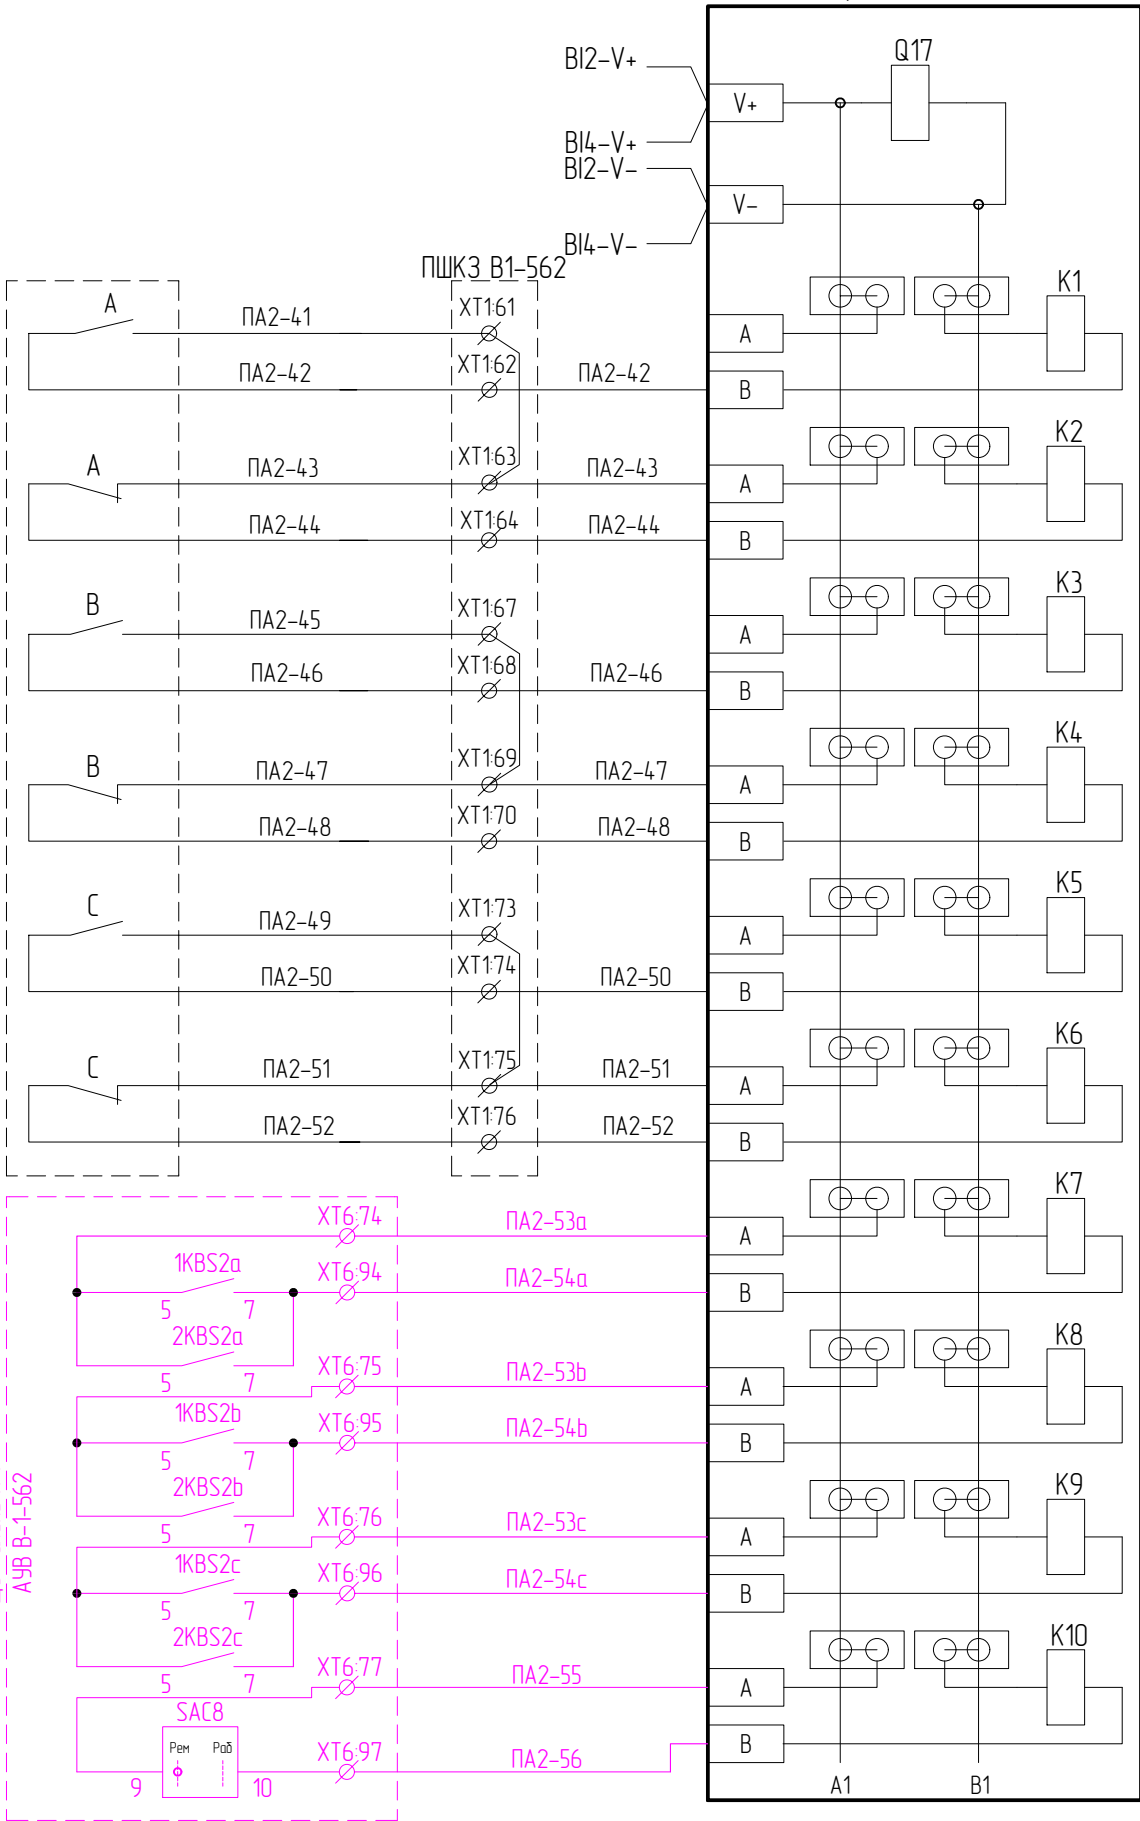 Q17
BI2-V+
V+
BI4-V+
BI2-V-
V-
BI4-V-
ПШК3 В1-562
A ПА2-41 XT1:61 A K1
ПА2-42 XT1:62 ПА2-42 B
A ПА2-43 XT1:63 ПА2-43 A K2
ПА2-44 XT1:64 ПА2-44 B
B ПА2-45 XT1:67 A K3
ПА2-46 XT1:68 ПА2-46 B
B ПА2-47 XT1:69 ПА2-47 A K4
ПА2-48 XT1:70 ПА2-48 B
C ПА2-49 XT1:73 A K5
ПА2-50 XT1:74 ПА2-50 B
C ПА2-51 XT1:75 ПА2-51 A K6
ПА2-52 XT1:76 ПА2-52 B
XT6:74 ПА2-53a A K7
1KBS2a XT6:94 ПА2-54a B
5 7
2KBS2a
5 7
XT6:75 ПА2-53b A K8
1KBS2b XT6:95 ПА2-54b B
5 7
2KBS2b
5 7
XT6:76 ПА2-53c A K9
1KBS2c XT6:96 ПА2-54c B
5 7
2KBS2c
5 7
XT6:77 ПА2-55 A K10
SAC8
Рем Раб
9 10 XT6:97 ПА2-56 B
АУВ В-1-562
A1 B1